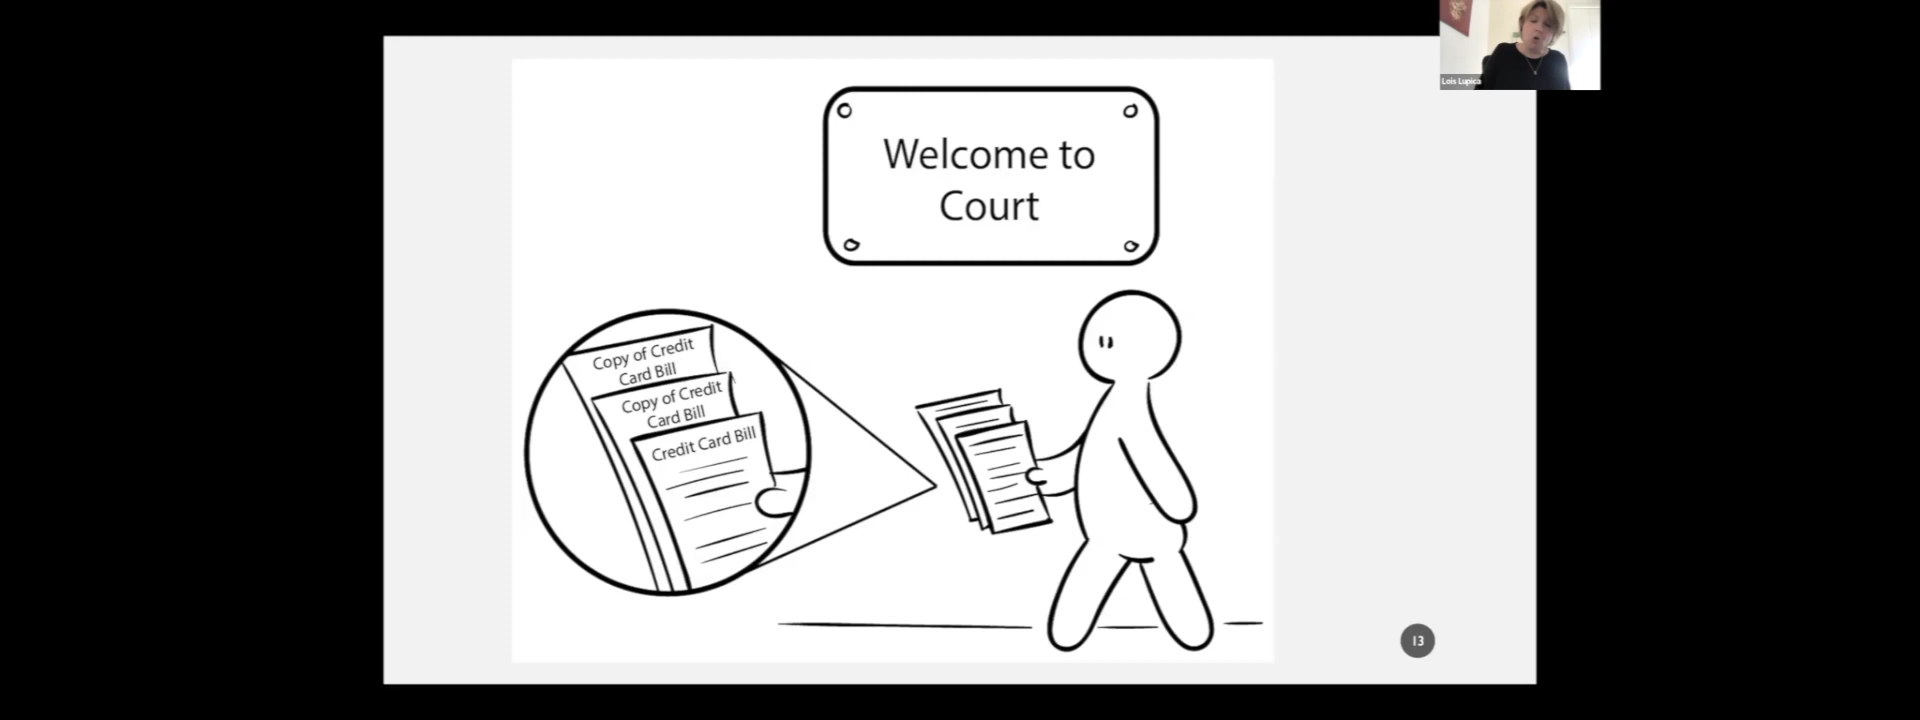 Lois Lupica
Welcome to
Court
Copy of Credit
Card Bill
Copy of Credit
Card Bill
Credit Card Bill
13